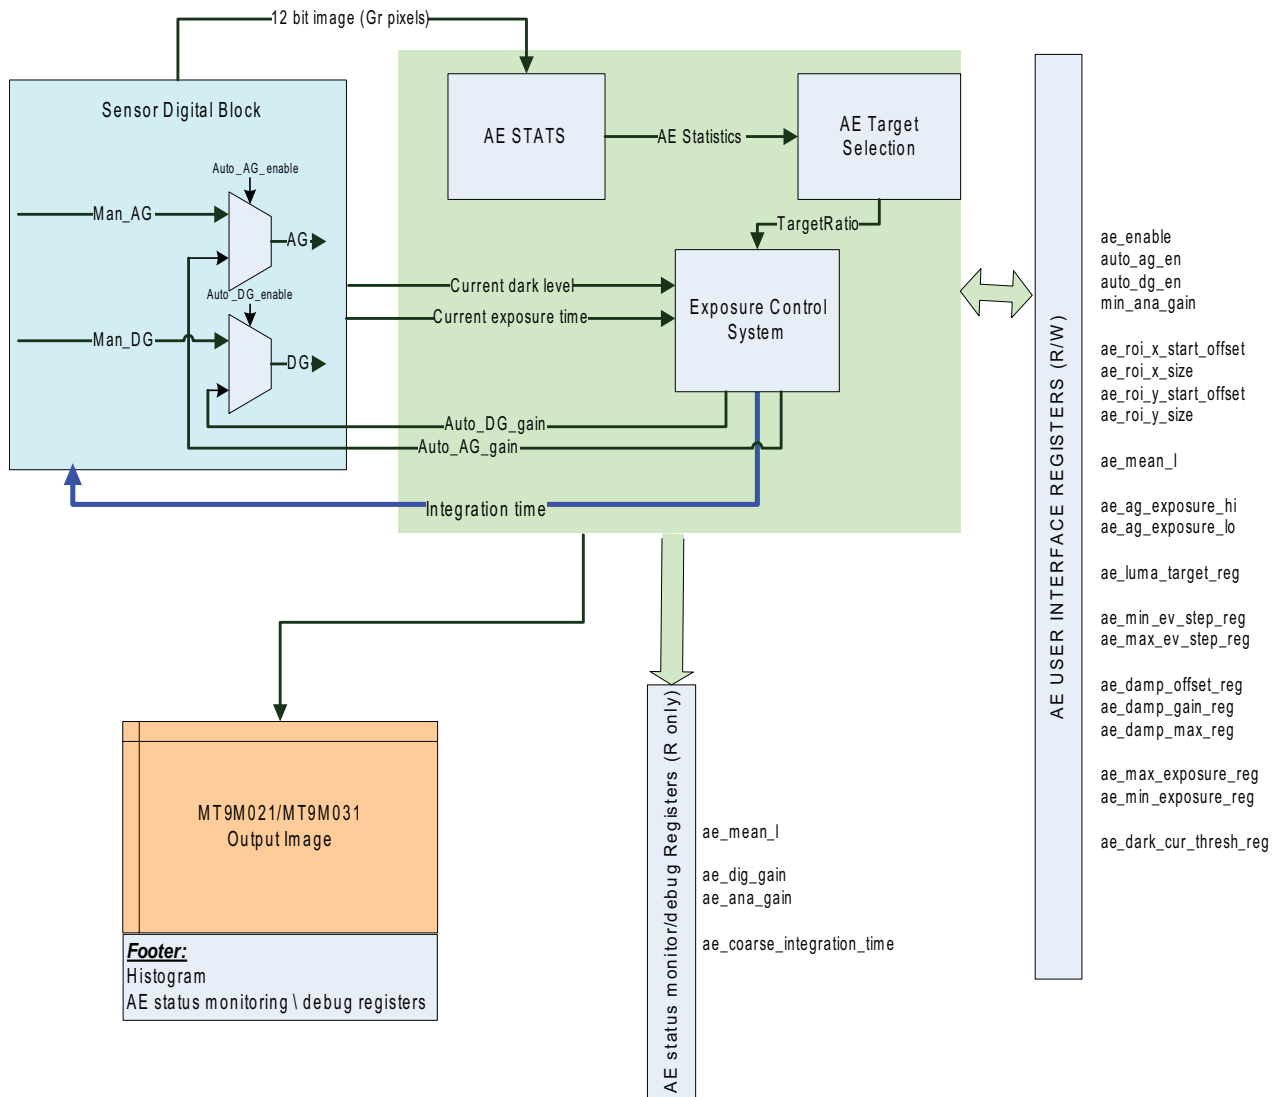 12 bit image (Gr pixels)
Sensor Digital Block
Auto_AG_enable
Man_AG
AG
Auto_DG_enable
Man_DG
DG
AE STATS
AE Statistics
AE Target
Selection
TargetRatio
Current dark level
Current exposure time
Exposure Control
System
Auto_DG_gain
Auto_AG_gain
Integration time
AE USER INTERFACE REGISTERS (R/W)
ae_enable
auto_ag_en
auto_dg_en
min_ana_gain
ae_roi_x_start_offset
ae_roi_x_size
ae_roi_y_start_offset
ae_roi_y_size
ae_mean_l
ae_ag_exposure_hi
ae_ag_exposure_lo
ae_luma_target_reg
ae_min_ev_step_reg
ae_max_ev_step_reg
ae_damp_offset_reg
ae_damp_gain_reg
ae_damp_max_reg
ae_max_exposure_reg
ae_min_exposure_reg
ae_dark_cur_thresh_reg
MT9M021/MT9M031
Output Image
Footer:
Histogram
AE status monitoring \ debug registers
AE status monitor/debug Registers (R only)
ae_mean_l
ae_dig_gain
ae_ana_gain
ae_coarse_integration_time